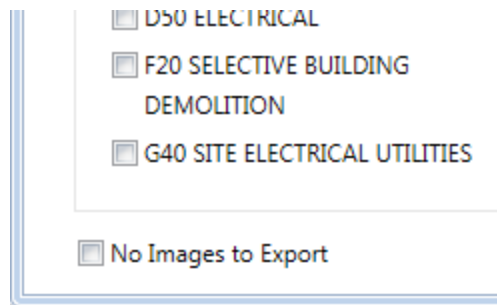 D50 ELECTRICAL
F20 SELECTIVE BUILDING
DEMOLITION
G40 SITE ELECTRICAL UTILITIES
No Images to Export